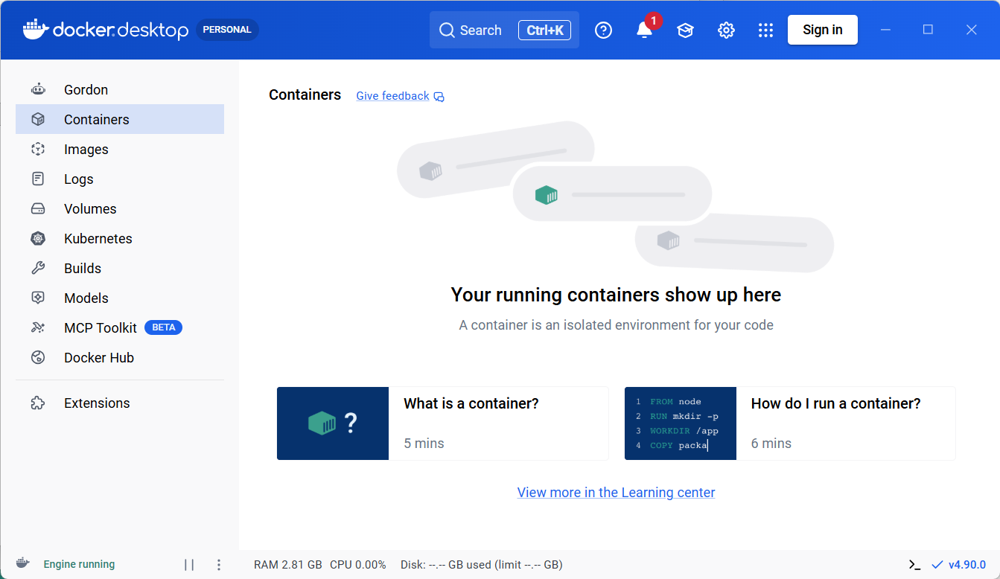 docker.desktop PERSONAL
Search Ctrl+K
1
Sign in
Gordon
Containers
Images
Logs
Volumes
Kubernetes
Builds
Models
MCP Toolkit BETA
Docker Hub
Extensions
Containers Give feedback
Your running containers show up here
A container is an isolated environment for your code
?
What is a container?
5 mins
1 FROM node
2 RUN mkdir -p
3 WORKDIR /app
4 COPY packa
How do I run a container?
6 mins
View more in the Learning center
Engine running
RAM 2.81 GB CPU 0.00% Disk: --.-- GB used (limit --.-- GB)
v4.90.0